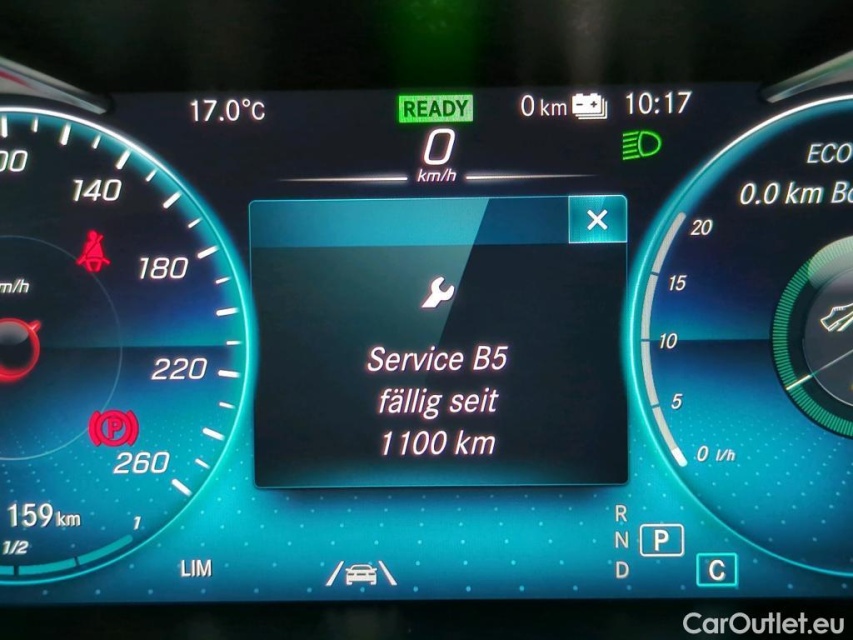 17.0°C
READY
0 km
10:17
0
km/h
140
180
220
260
m/h
159 km
1/2
1
LIM
×
Service B5
fällig seit
1100 km
ECO
0.0 km
20
15
10
5
0 l/h
R
N
D
P
C
P
CarOutlet.eu